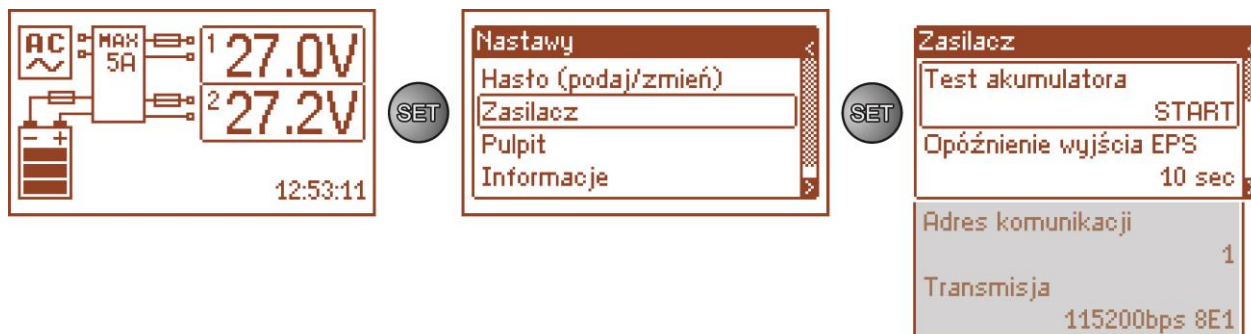 AC
MAX
5A
1 27.0V
2 27.2V
- +
12:53:11
SET
Nastawy
Hasło (podaj/zmień)
Zasilacz
Pulpit
Informacje
SET
Zasilacz
Test akumulatora
START
Opóźnienie wyjścia EPS
10 sec
Adres komunikacji
1
Transmisja
115200bps 8E1